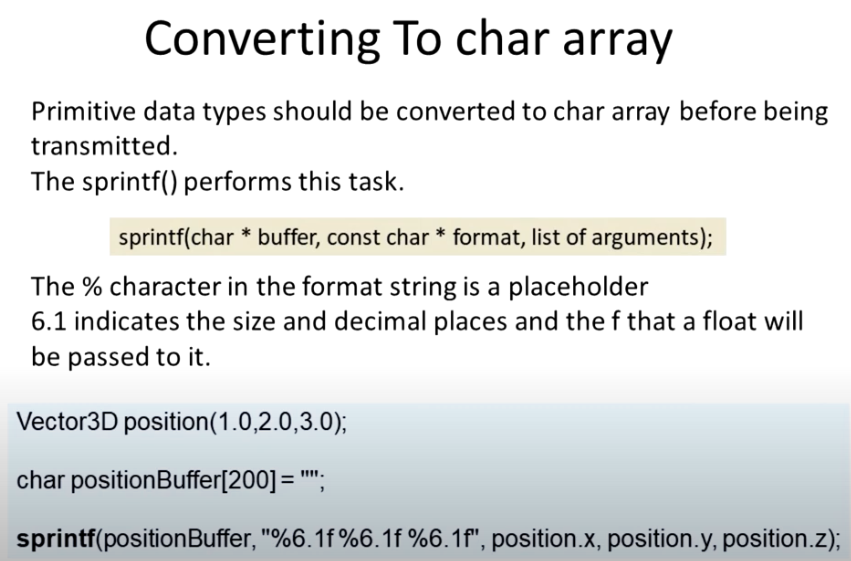 Converting To char array
Primitive data types should be converted to char array before being
transmitted.
The sprintf() performs this task.
sprintf(char * buffer, const char * format, list of arguments);
The % character in the format string is a placeholder
6.1 indicates the size and decimal places and the f that a float will
be passed to it.
Vector3D position(1.0,2.0,3.0);
char positionBuffer[200] = "";
sprintf(positionBuffer, "%6.1f %6.1f %6.1f", position.x, position.y, position.z);